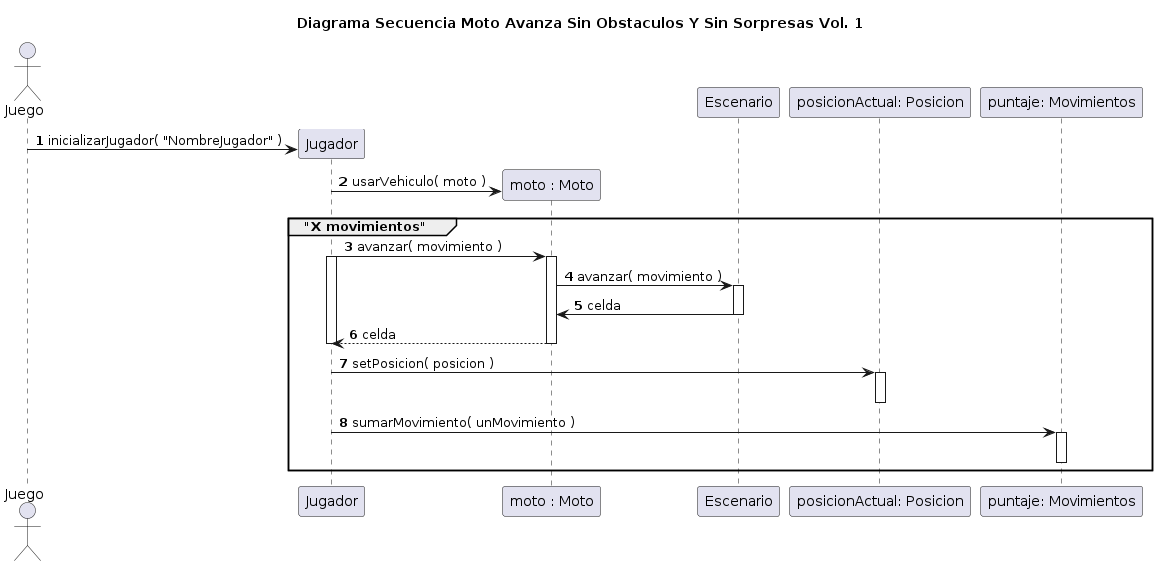 Diagrama Secuencia Moto Avanza Sin Obstaculos Y Sin Sorpresas Vol. 1
Juego
Escenario
posicionActual: Posicion
puntaje: Movimientos
1 inicializarJugador( "NombreJugador" )
Jugador
2 usarVehiculo( moto )
moto : Moto
"X movimientos"
3 avanzar( movimiento )
4 avanzar( movimiento )
5 celda
6 celda
7 setPosicion( posicion )
8 sumarMovimiento( unMovimiento )
Juego
Jugador
moto : Moto
Escenario
posicionActual: Posicion
puntaje: Movimientos